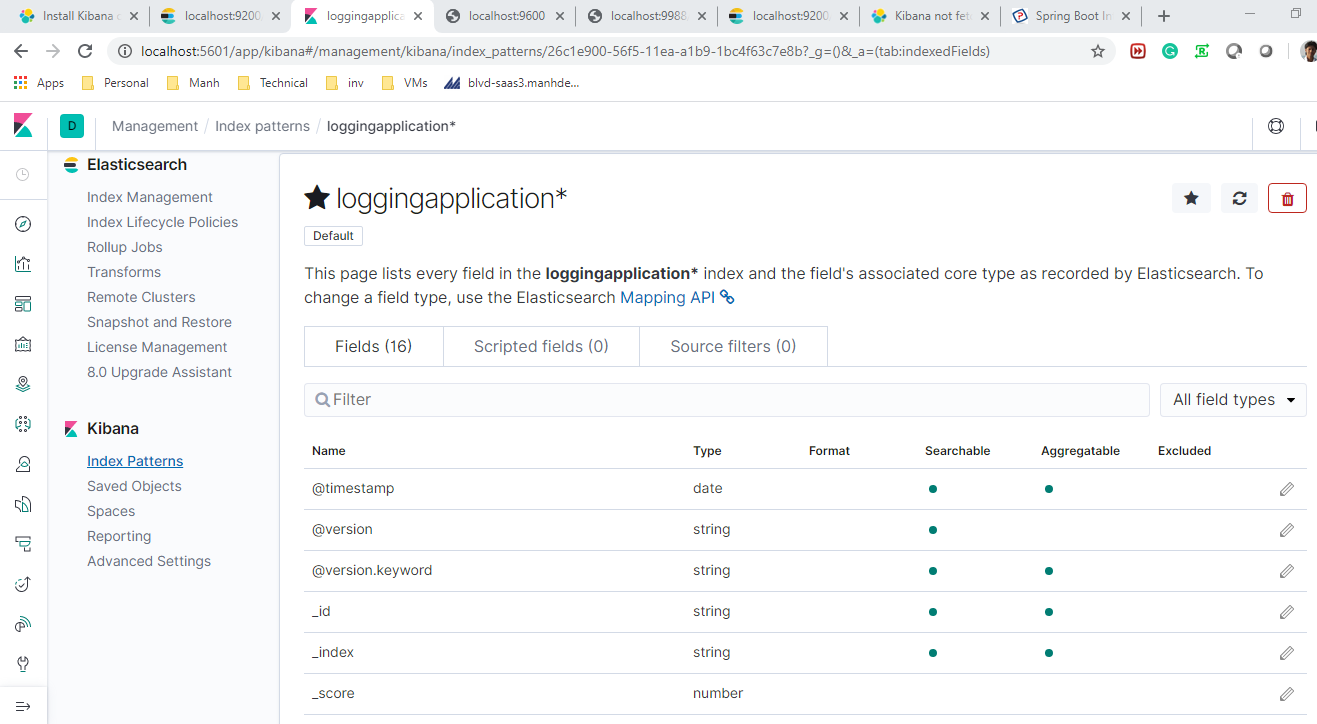 Install Kibana
localhost:9200
loggingapplica
localhost:9600
localhost:9988
localhost:9200
Kibana not fet
Spring Boot In
localhost:5601/app/kibana#/management/kibana/index_patterns/26c1e900-56f5-11ea-a1b9-1bc4f63c7e8b?_g=()&_a=(tab:indexedFields)
Apps Personal Manh Technical inv VMs blvd-saas3.manhde...
D Management / Index patterns / loggingapplication*
Elasticsearch
Index Management
Index Lifecycle Policies
Rollup Jobs
Transforms
Remote Clusters
Snapshot and Restore
License Management
8.0 Upgrade Assistant
Kibana
Index Patterns
Saved Objects
Spaces
Reporting
Advanced Settings
loggingapplication*
Default
This page lists every field in the loggingapplication* index and the field's associated core type as recorded by Elasticsearch. To
change a field type, use the Elasticsearch Mapping API
Fields (16) Scripted fields (0) Source filters (0)
Filter All field types
Name Type Format Searchable Aggregatable Excluded
@timestamp date
@version string
@version.keyword string
_id string
_index string
_score number